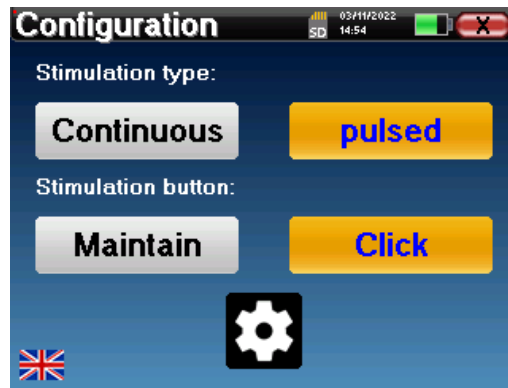 Configuration
SD
03/11/2022
14:54
X
Stimulation type:
Continuous
pulsed
Stimulation button:
Maintain
Click